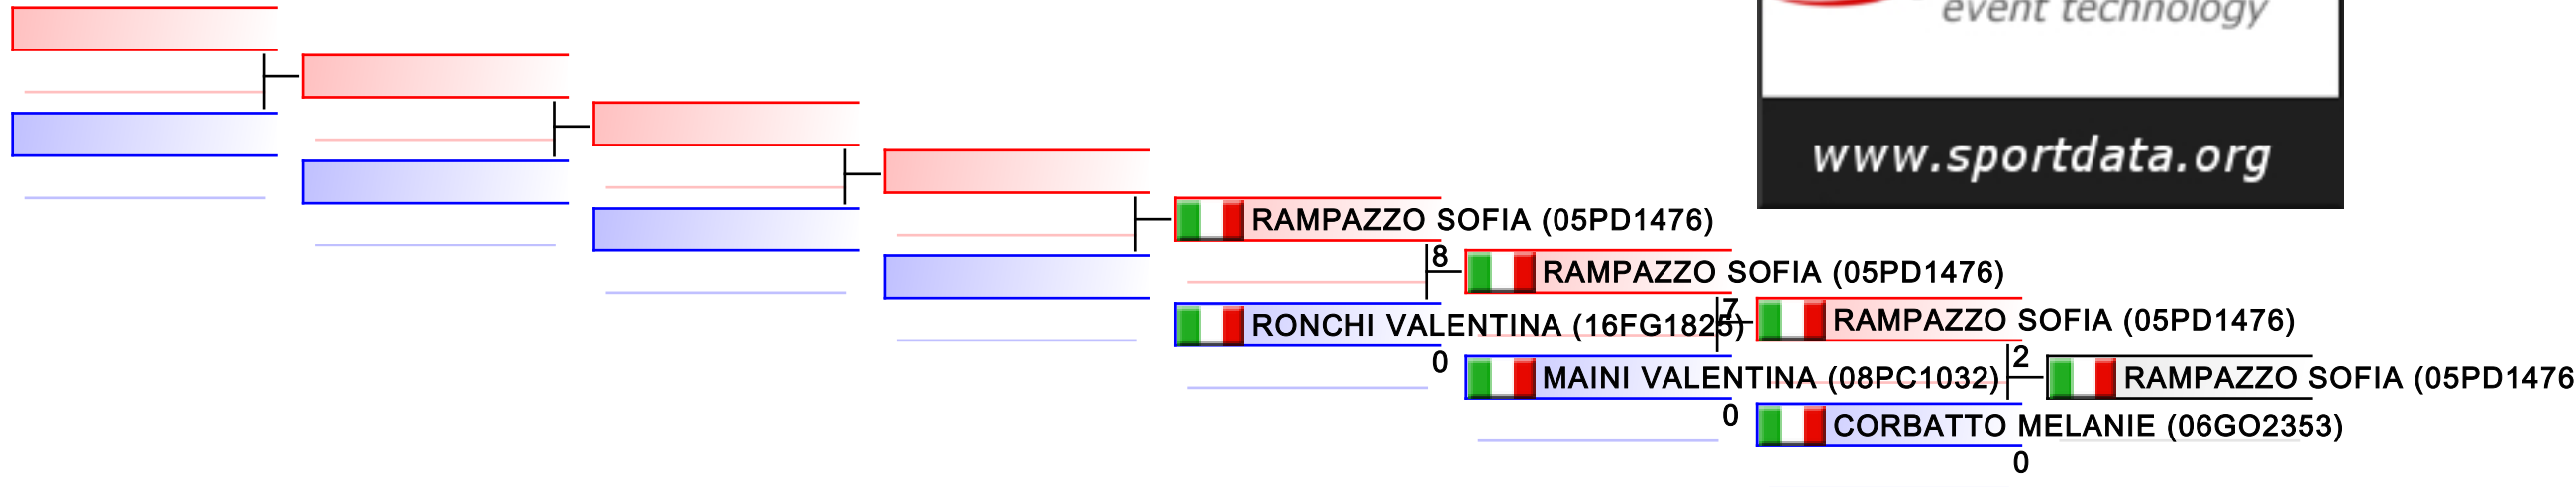 event technology
www.sportdata.org
RAMPAZZO SOFIA (05PD1476)
8
RAMPAZZO SOFIA (05PD1476)
7
RONCHI VALENTINA (16FG1825)
RAMPAZZO SOFIA (05PD1476)
0
2
MAINI VALENTINA (08PC1032)
RAMPAZZO SOFIA (05PD1476
0
CORBATTO MELANIE (06GO2353)
0